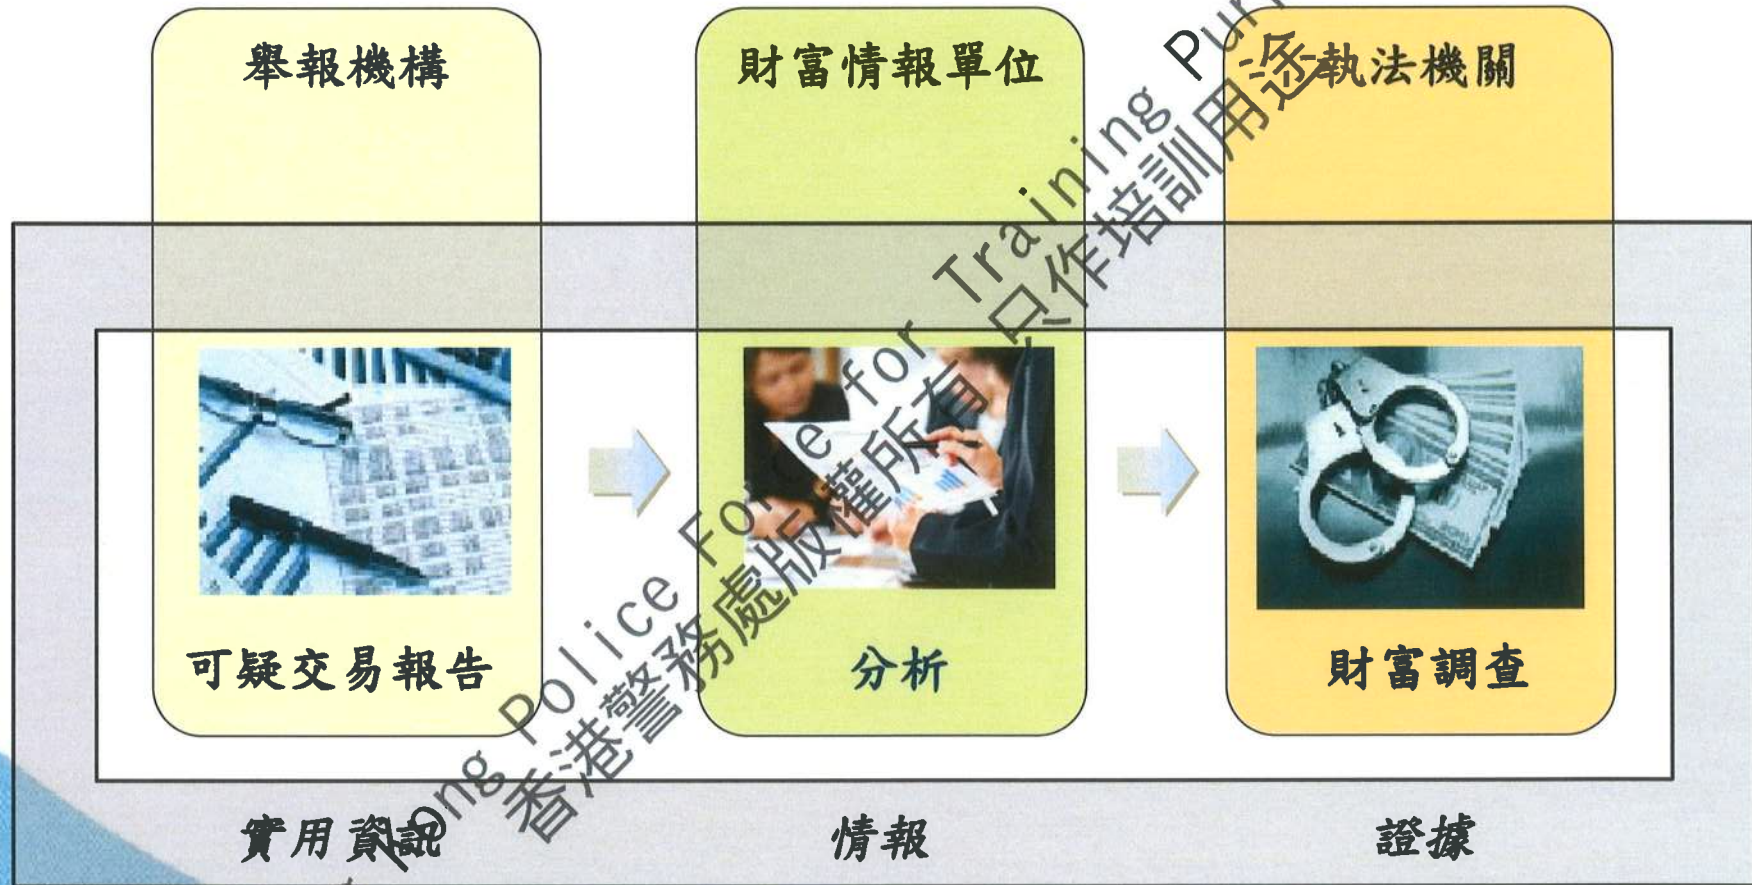 舉報機構
財富情報單位
執法機關
可疑交易報告
分析
財富調查
實用資訊
情報
證據
ong Police Force for Training Pur
香港警務處版權所有 只作培訓用途